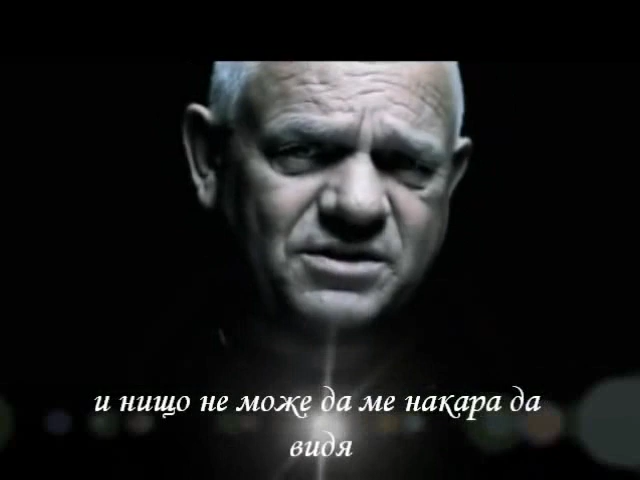 и нищо не може да ме накара да
видя